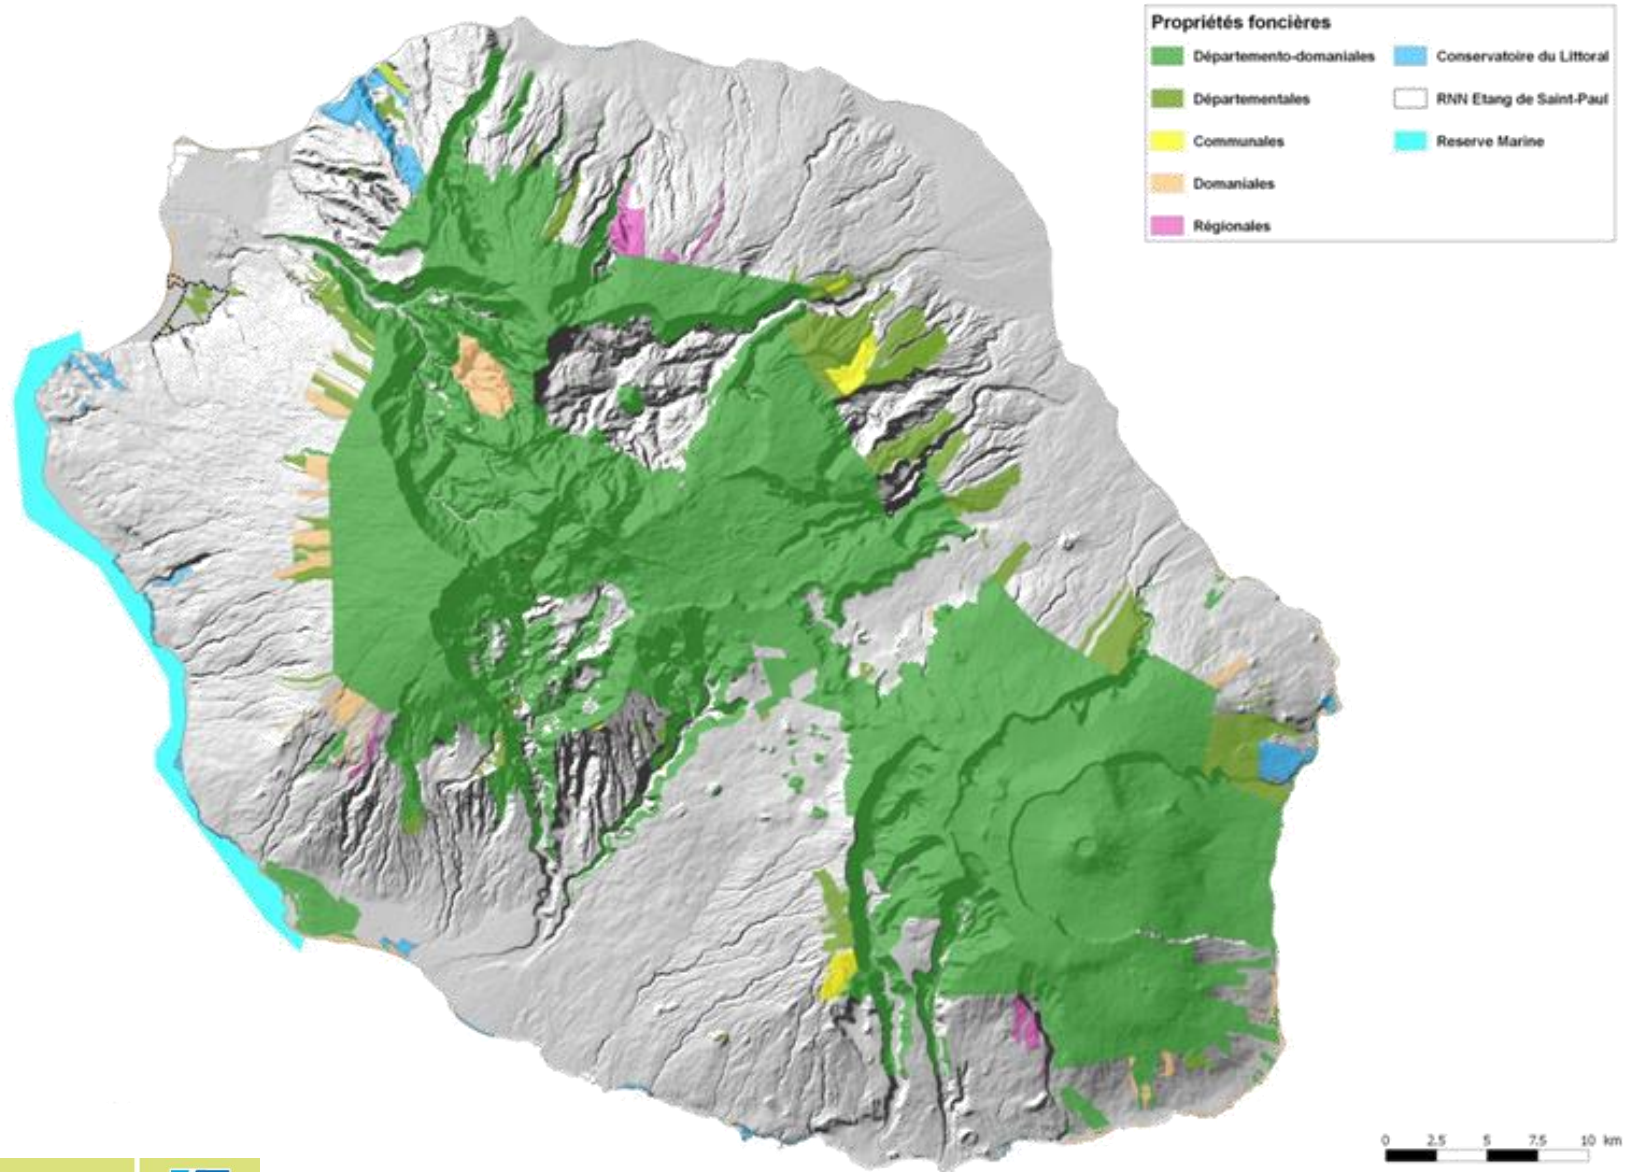 Propriétés foncières
Départemento-domaniales
Départementales
Communales
Domaniales
Régionales
Conservatoire du Littoral
RNN Etang de Saint-Paul
Reserve Marine
0 2.5 5 7.5 10 km